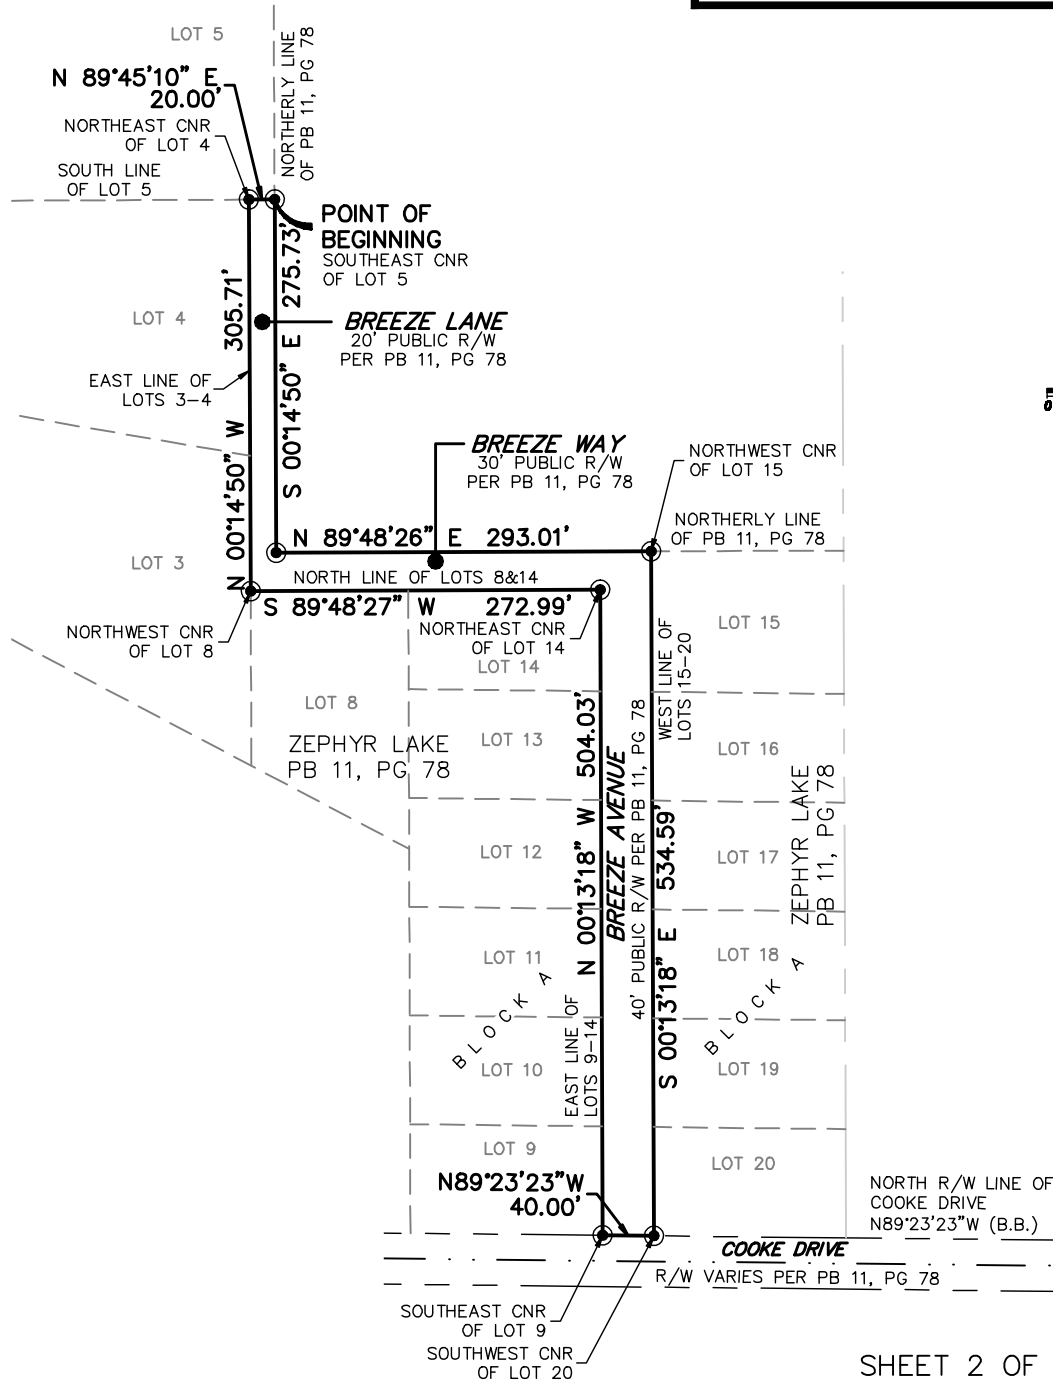 LOT 5
N 89°45'10" E
20.00'
NORTHERLY LINE
OF PB 11, PG 78
NORTHEAST CNR
OF LOT 4
SOUTH LINE
OF LOT 5
POINT OF
BEGINNING
SOUTHEAST CNR
OF LOT 5
305.71'
N 00°14'50" W
275.73'
S 00°14'50" E
LOT 4
BREEZE LANE
20' PUBLIC R/W
PER PB 11, PG 78
EAST LINE OF
LOTS 3-4
BREEZE WAY
30' PUBLIC R/W
PER PB 11, PG 78
NORTHWEST CNR
OF LOT 15
NORTHERLY LINE
OF PB 11, PG 78
N 89°48'26" E 293.01'
LOT 3
NORTH LINE OF LOTS 8&14
S 89°48'27" W 272.99'
NORTHWEST CNR
OF LOT 8
NORTHEAST CNR
OF LOT 14
LOT 15
LOT 14
WEST LINE OF
LOTS 15-20
LOT 8
LOT 13
LOT 16
ZEPHYR LAKE
PB 11, PG 78
N 00°13'18" W 504.03'
BREEZE AVENUE
40' PUBLIC R/W PER PB 11, PG 78
S 00°13'18" E 534.59'
ZEPHYR LAKE
PB 11, PG 78
LOT 12
LOT 17
LOT 11
LOT 18
BLOCK A
BLOCK A
EAST LINE OF
LOTS 9-14
LOT 10
LOT 19
LOT 9
LOT 20
N89°23'23"W
40.00'
NORTH R/W LINE OF
COOKE DRIVE
N89°23'23"W (B.B.)
COOKE DRIVE
R/W VARIES PER PB 11, PG 78
SOUTHEAST CNR
OF LOT 9
SOUTHWEST CNR
OF LOT 20
SHEET 2 OF